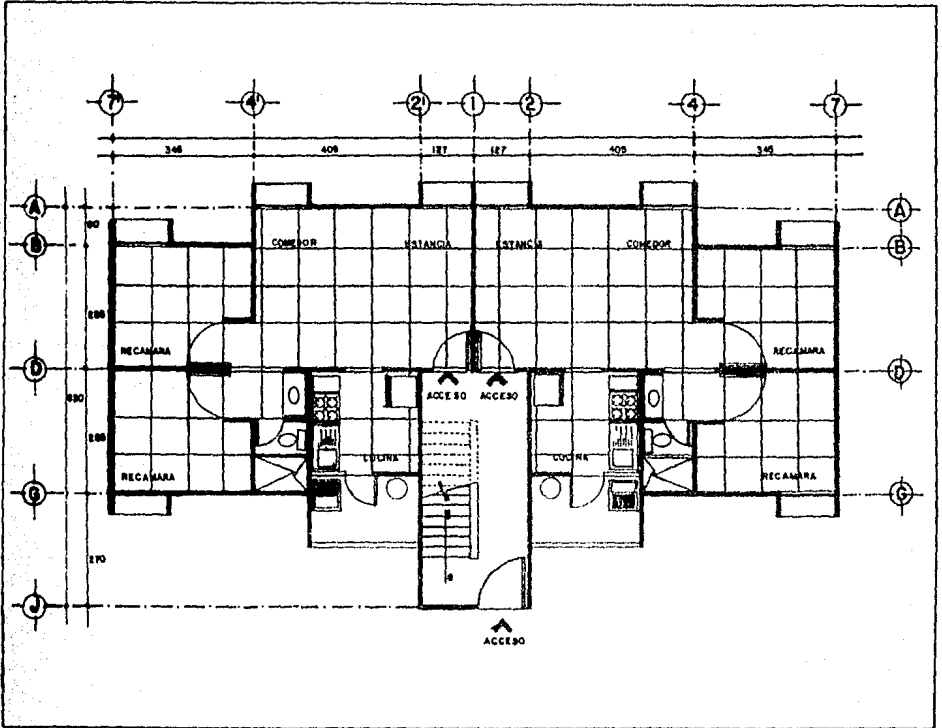 7' 4' 2' 1 2 4 7
346 405 127 127 405 345
A A
B B
COMEDOR ESTANCIA ESTANCIA COMEDOR
RECAMARA RECAMARA
D D
ACCESO ACCESO
COCINA COCINA
RECAMARA RECAMARA
G G
270
J
ACCESO